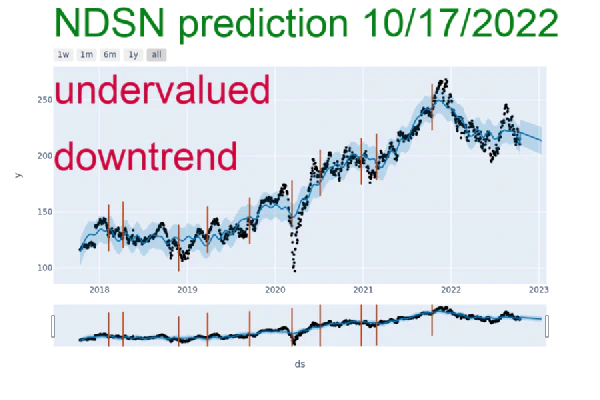 NDSN prediction 10/17/2022
1w 1m 6m 1y all
undervalued
downtrend
250
200
150
100
y
2018 2019 2020 2021 2022 2023
ds